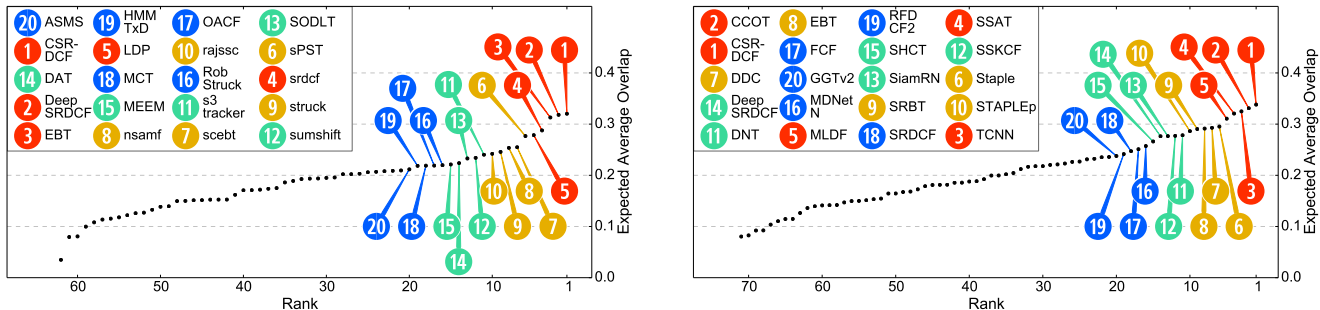 20 ASMS 19 HMM TxD 17 OACF 13 SODLT
1 CSR-DCF 5 LDP 10 rajssc 6 sPST
14 DAT 18 MCT 16 Rob Struck 4 srdcf
2 Deep SRDCF 15 MEEM 11 s3 tracker 9 struck
3 EBT 8 nsamf 7 scebt 12 sumshift
3 2 1
17 11 6 4
19 16 13
10 8 5
20 18 15 12 9 7
14
0.4
0.3
0.2
0.1
0.0
Expected Average Overlap
60 50 40 30 20 10 1
Rank
2 CCOT 8 EBT 19 RFD CF2 4 SSAT
1 CSR-DCF 17 FCF 15 SHCT 12 SSKCF
7 DDC 20 GGTv2 13 SiamRN 6 Staple
14 Deep SRDCF 16 MDNet N 9 SRBT 10 STAPLEp
11 DNT 5 MLDF 18 SRDCF 3 TCNN
14 10 4 2 1
15 13 9 5
20 18
16 11 7 3
19 17 12 8 6
0.4
0.3
0.2
0.1
0.0
Expected Average Overlap
70 60 50 40 30 20 10 1
Rank